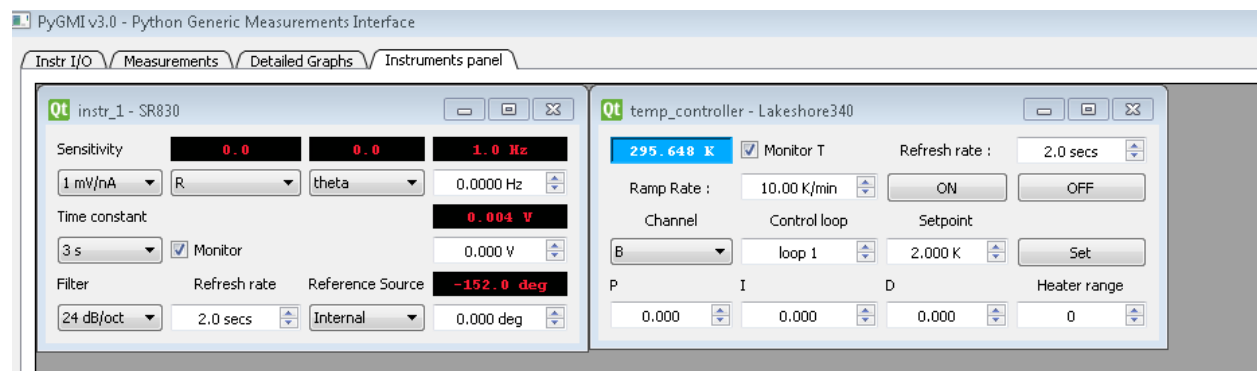 PyGMI v3.0 - Python Generic Measurements Interface
Instr I/O Measurements Detailed Graphs Instruments panel
Qt instr_1 - SR830
Sensitivity 0.0 0.0 1.0 Hz
1 mV/nA R theta 0.0000 Hz
Time constant 0.004 V
3 s Monitor 0.000 V
Filter Refresh rate Reference Source -152.0 deg
24 dB/oct 2.0 secs Internal 0.000 deg
Qt temp_controller - Lakeshore340
295.648 K Monitor T Refresh rate : 2.0 secs
Ramp Rate : 10.00 K/min ON OFF
Channel Control loop Setpoint
B loop 1 2.000 K Set
P I D Heater range
0.000 0.000 0.000 0